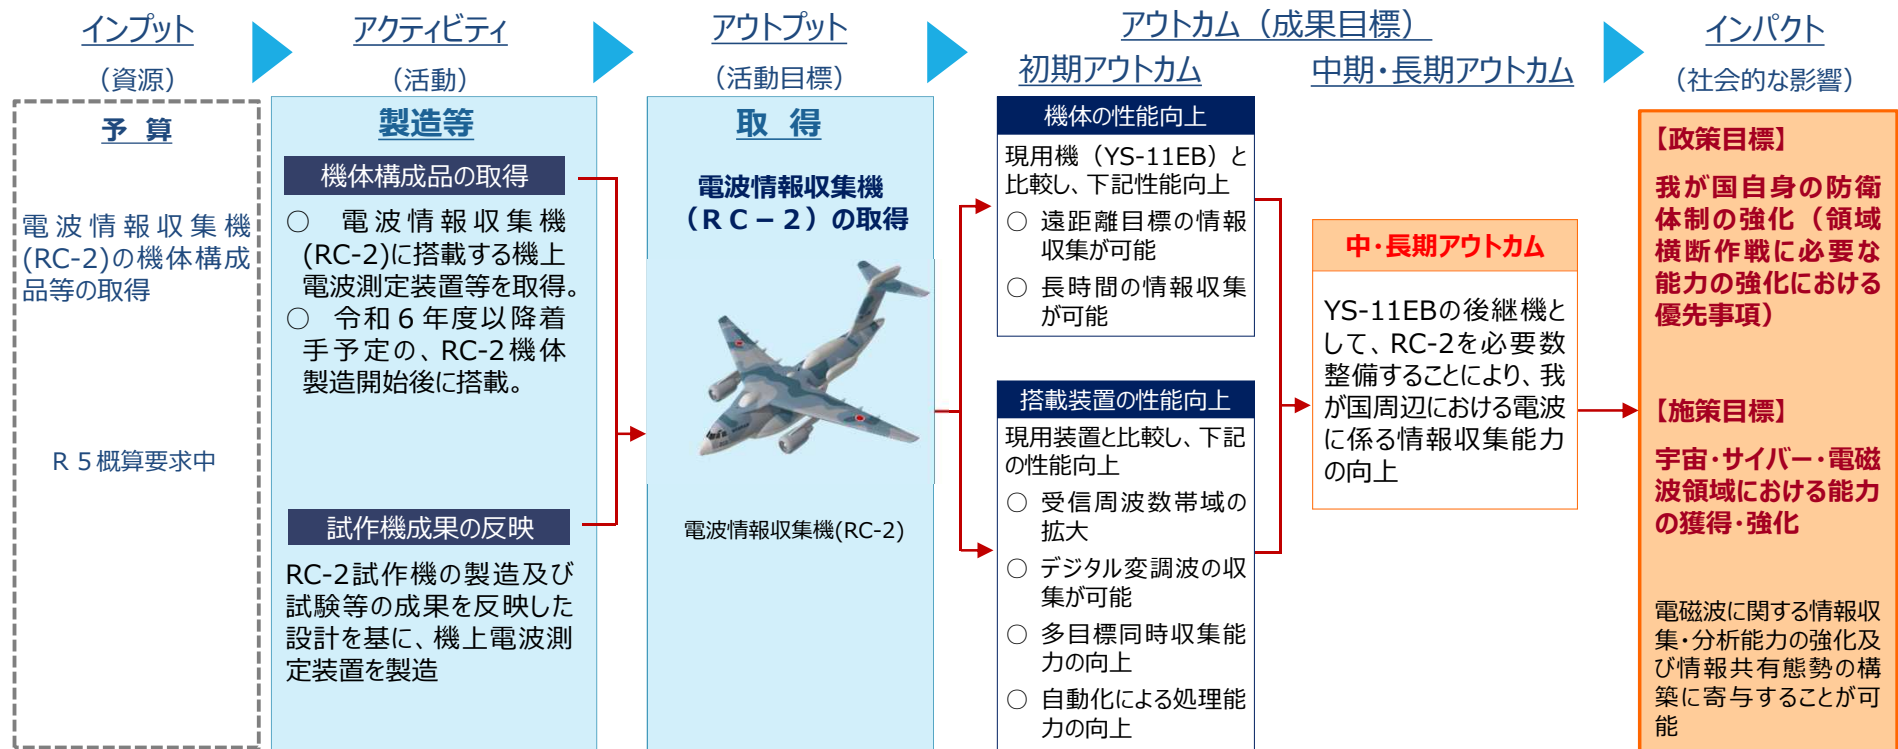 インプット
（資源）
アクティビティ
（活動）
アウトプット
（活動目標）
アウトカム（成果目標）
初期アウトカム
中期・長期アウトカム
インパクト
（社会的な影響）
予 算
電波情報収集機
(RC-2)の機体構成
品等の取得
Ｒ５概算要求中
製造等
機体構成品の取得
○ 電波情報収集機
(RC-2)に搭載する機上
電波測定装置等を取得。
○ 令和６年度以降着
手予定の、RC-2機体
製造開始後に搭載。
試作機成果の反映
RC-2試作機の製造及び
試験等の成果を反映した
設計を基に、機上電波測
定装置を製造
取 得
電波情報収集機
（ＲＣ－２）の取得
電波情報収集機(RC-2)
機体の性能向上
現用機（YS-11EB）と
比較し、下記性能向上
○ 遠距離目標の情報
収集が可能
○ 長時間の情報収集
が可能
搭載装置の性能向上
現用装置と比較し、下記
の性能向上
○ 受信周波数帯域の
拡大
○ デジタル変調波の収
集が可能
○ 多目標同時収集能
力の向上
○ 自動化による処理能
力の向上
中・長期アウトカム
YS-11EBの後継機と
して、RC-2を必要数
整備することにより、我
が国周辺における電波
に係る情報収集能力
の向上
【政策目標】
我が国自身の防衛
体制の強化（領域
横断作戦に必要な
能力の強化における
優先事項）
【施策目標】
宇宙・サイバー・電磁
波領域における能力
の獲得・強化
電磁波に関する情報収
集・分析能力の強化及
び情報共有態勢の構
築に寄与することが可
能